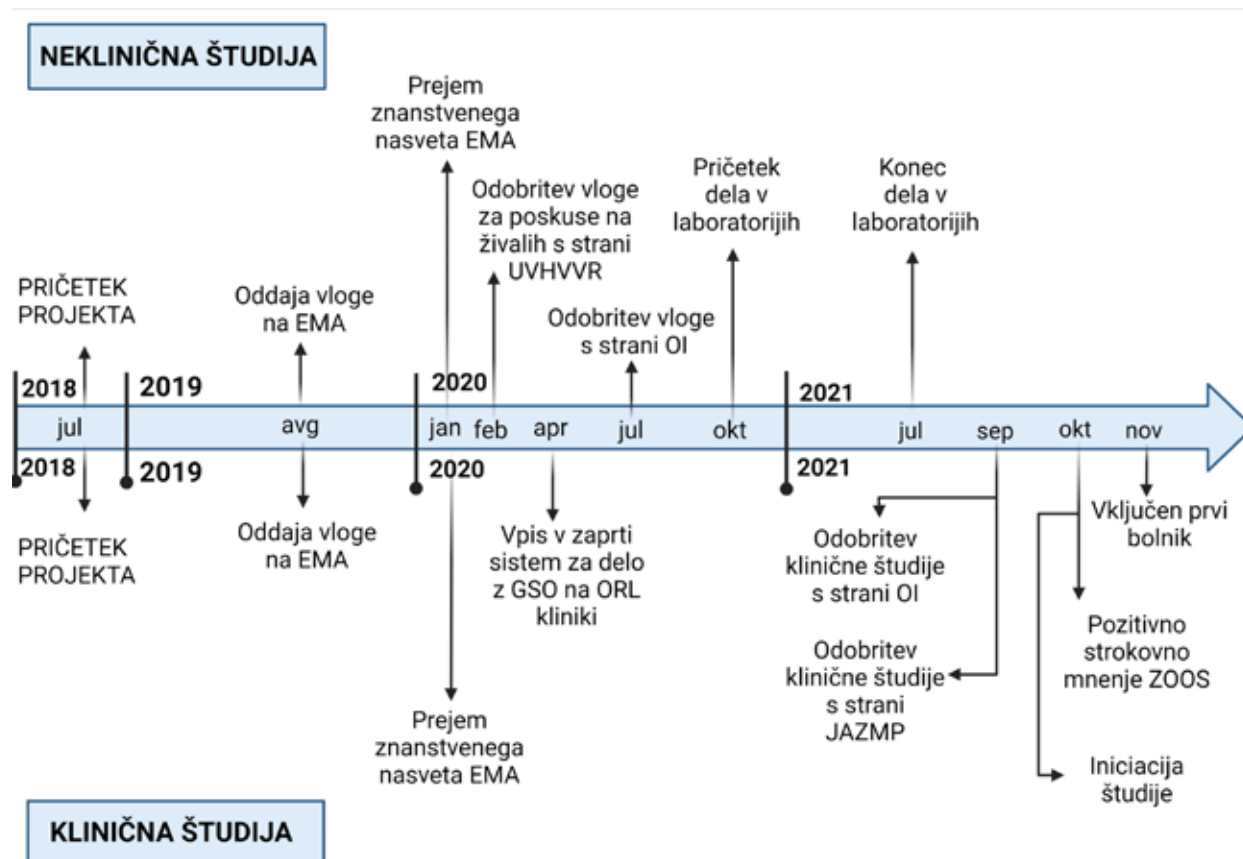 NEKLINIČNA ŠTUDIJA
Prejem
znanstvenega
nasveta EMA
Odobritev vloge
za poskuse na
živalih s strani
UVHVVR
Pričetek
dela v
laboratorijih
Konec
dela v
laboratorijih
PRIČETEK
PROJEKTA
Oddaja vloge
na EMA
Odobritev vloge
s strani OI
2018
2019
2020
2021
jul
avg
jan
feb
apr
jul
okt
jul
sep
okt
nov
2018
2019
2020
2021
PRIČETEK
PROJEKTA
Oddaja vloge
na EMA
Prejem
znanstvenega
nasveta EMA
Vpis v zaprti
sistem za delo
z GSO na ORL
kliniki
Odobritev
klinične študije
s strani OI
Odobritev
klinične študije
s strani
JAZMP
Vključen prvi
bolnik
Pozitivno
strokovno
mnenje ZOOS
Iniciacija
študije
KLINIČNA ŠTUDIJA